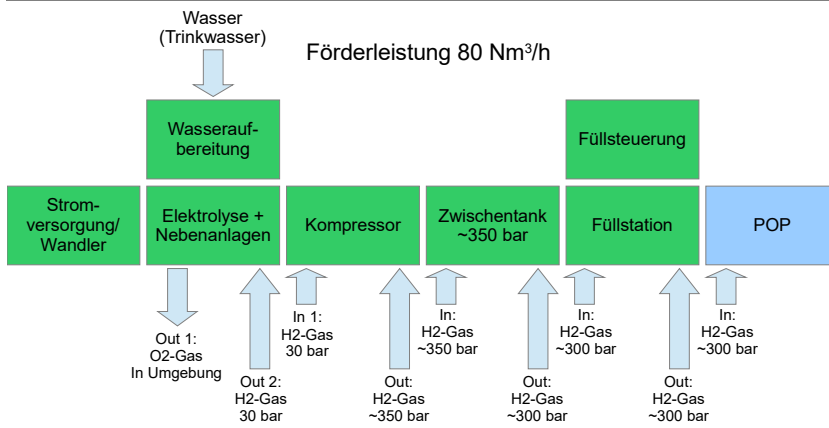 Wasser
(Trinkwasser)
Förderleistung 80 Nm³/h
Wasserauf-
bereitung
Füllsteuerung
Strom-
versorgung/
Wandler
Elektrolyse +
Nebenanlagen
Kompressor
Zwischentank
~350 bar
Füllstation
POP
Out 1:
O2-Gas
In Umgebung
Out 2:
H2-Gas
30 bar
In 1:
H2-Gas
30 bar
Out:
H2-Gas
~350 bar
In:
H2-Gas
~350 bar
Out:
H2-Gas
~300 bar
In:
H2-Gas
~300 bar
Out:
H2-Gas
~300 bar
In:
H2-Gas
~300 bar